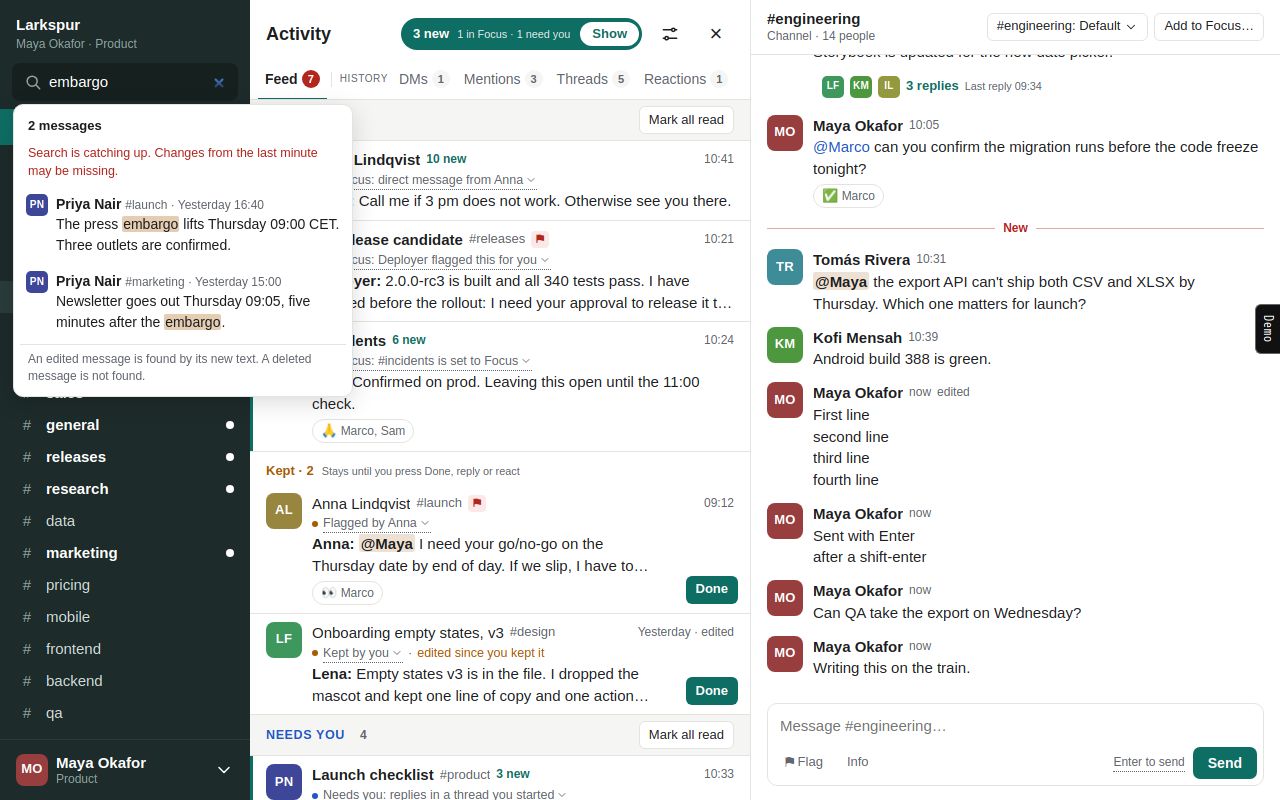 Larkspur
Maya Okafor · Product
embargo
2 messages
Search is catching up. Changes from the last minute
may be missing.
PN
Priya Nair #launch · Yesterday 16:40
The press embargo lifts Thursday 09:00 CET.
Three outlets are confirmed.
PN
Priya Nair #marketing · Yesterday 15:00
Newsletter goes out Thursday 09:05, five
minutes after the embargo.
An edited message is found by its new text. A deleted
message is not found.
# general
# releases
# research
# data
# marketing
# pricing
# mobile
# frontend
# backend
# qa
MO
Maya Okafor
Product
Activity
3 new 1 in Focus · 1 need you Show
Feed 7 HISTORY DMs 1 Mentions 3 Threads 5 Reactions 1
Mark all read
Lindqvist 10 new 10:41
cus: direct message from Anna
Call me if 3 pm does not work. Otherwise see you there.
lease candidate #releases 10:21
cus: Deployer flagged this for you
yer: 2.0.0-rc3 is built and all 340 tests pass. I have
ed before the rollout: I need your approval to release it t…
dents 6 new 10:24
cus: #incidents is set to Focus
Confirmed on prod. Leaving this open until the 11:00
check.
🙏 Marco, Sam
Kept · 2 Stays until you press Done, reply or react
AL
Anna Lindqvist #launch 09:12
Flagged by Anna
Anna: @Maya I need your go/no-go on the
Thursday date by end of day. If we slip, I have to…
👀 Marco
Done
LF
Onboarding empty states, v3 #design Yesterday · edited
Kept by you · edited since you kept it
Lena: Empty states v3 is in the file. I dropped the
mascot and kept one line of copy and one action…
Done
NEEDS YOU 4 Mark all read
PN
Launch checklist #product 3 new 10:33
Needs you: replies in a thread you started
#engineering
Channel · 14 people
#engineering: Default
Add to Focus…
Storybook is updated for the new date picker.
LF KM IL 3 replies Last reply 09:34
MO
Maya Okafor 10:05
@Marco can you confirm the migration runs before the code freeze
tonight?
✅ Marco
New
TR
Tomás Rivera 10:31
@Maya the export API can't ship both CSV and XLSX by
Thursday. Which one matters for launch?
KM
Kofi Mensah 10:39
Android build 388 is green.
MO
Maya Okafor now edited
First line
second line
third line
fourth line
MO
Maya Okafor now
Sent with Enter
after a shift-enter
MO
Maya Okafor now
Can QA take the export on Wednesday?
MO
Maya Okafor now
Writing this on the train.
Message #engineering…
Flag Info Enter to send Send
Demo